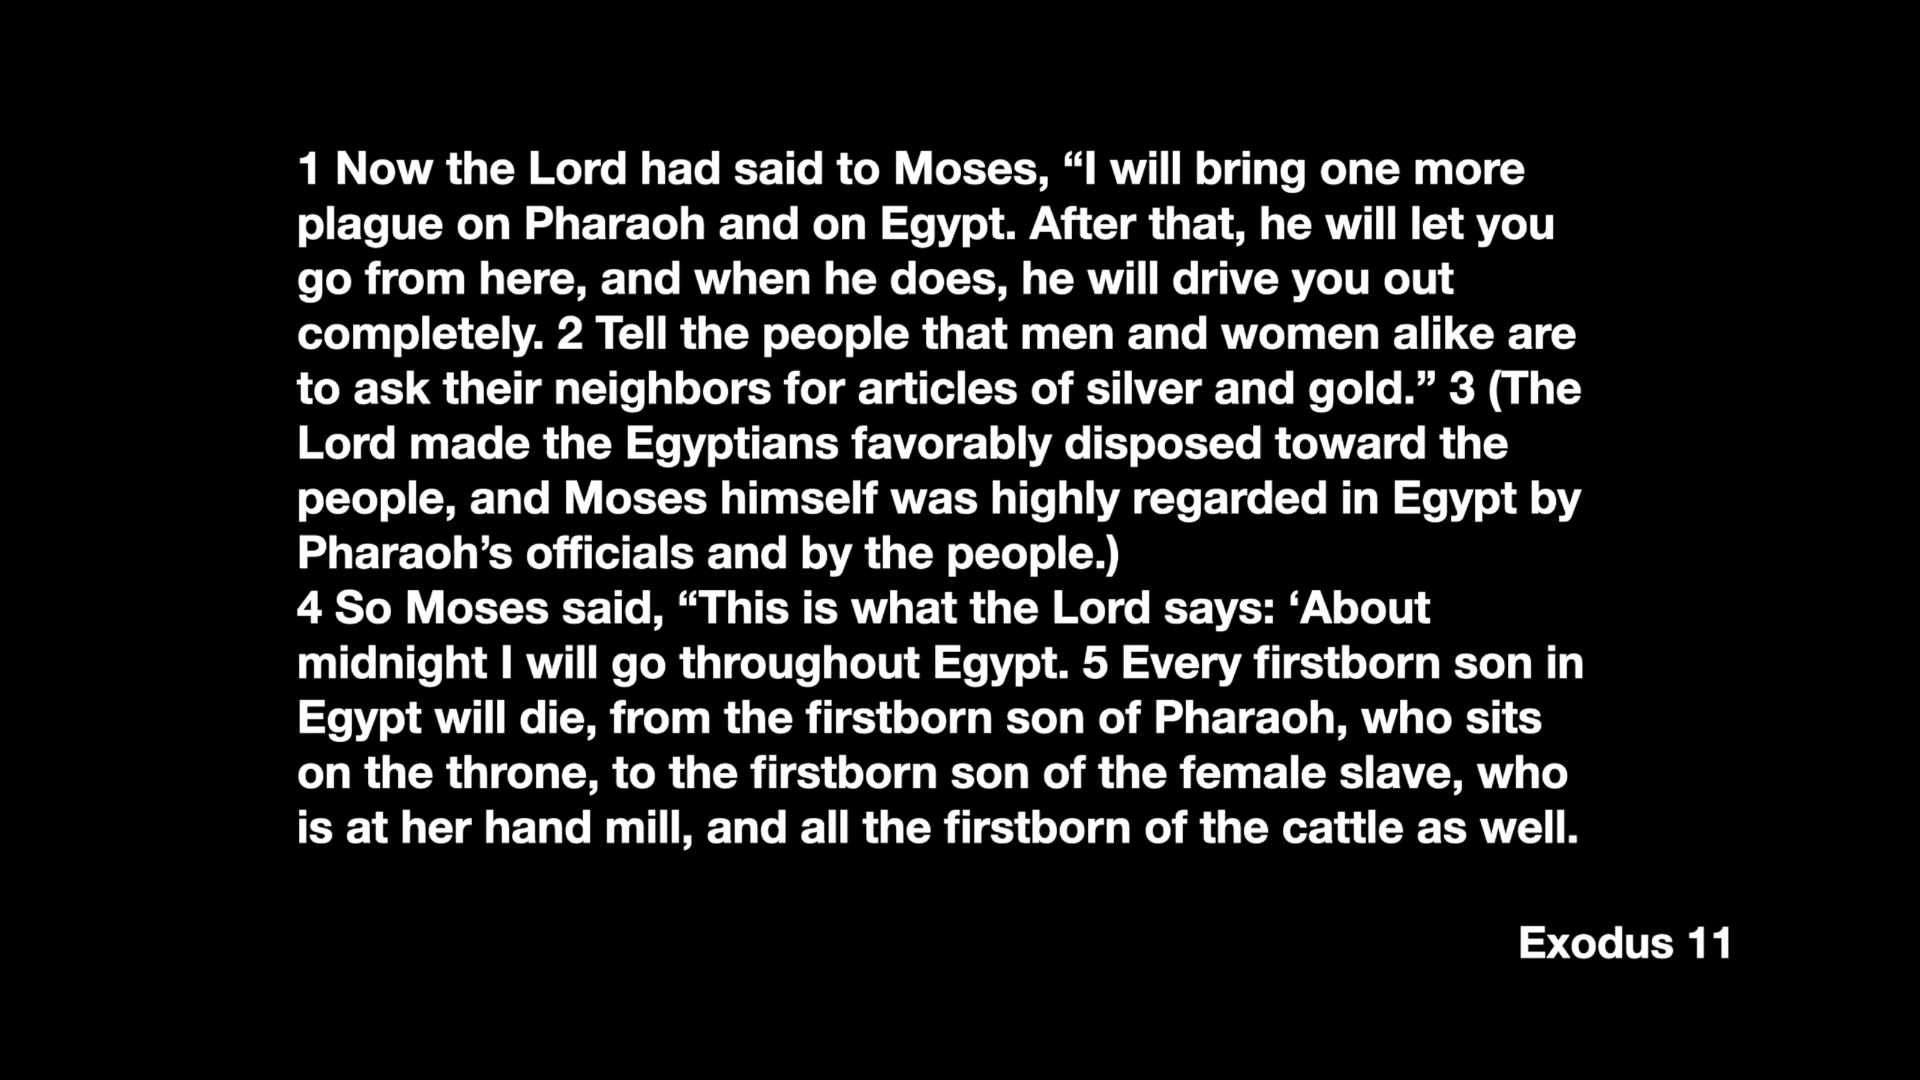 1 Now the Lord had said to Moses, “I will bring one more
plague on Pharaoh and on Egypt. After that, he will let you
go from here, and when he does, he will drive you out
completely. 2 Tell the people that men and women alike are
to ask their neighbors for articles of silver and gold.” 3 (The
Lord made the Egyptians favorably disposed toward the
people, and Moses himself was highly regarded in Egypt by
Pharaoh’s officials and by the people.)
4 So Moses said, “This is what the Lord says: ‘About
midnight I will go throughout Egypt. 5 Every firstborn son in
Egypt will die, from the firstborn son of Pharaoh, who sits
on the throne, to the firstborn son of the female slave, who
is at her hand mill, and all the firstborn of the cattle as well.
Exodus 11